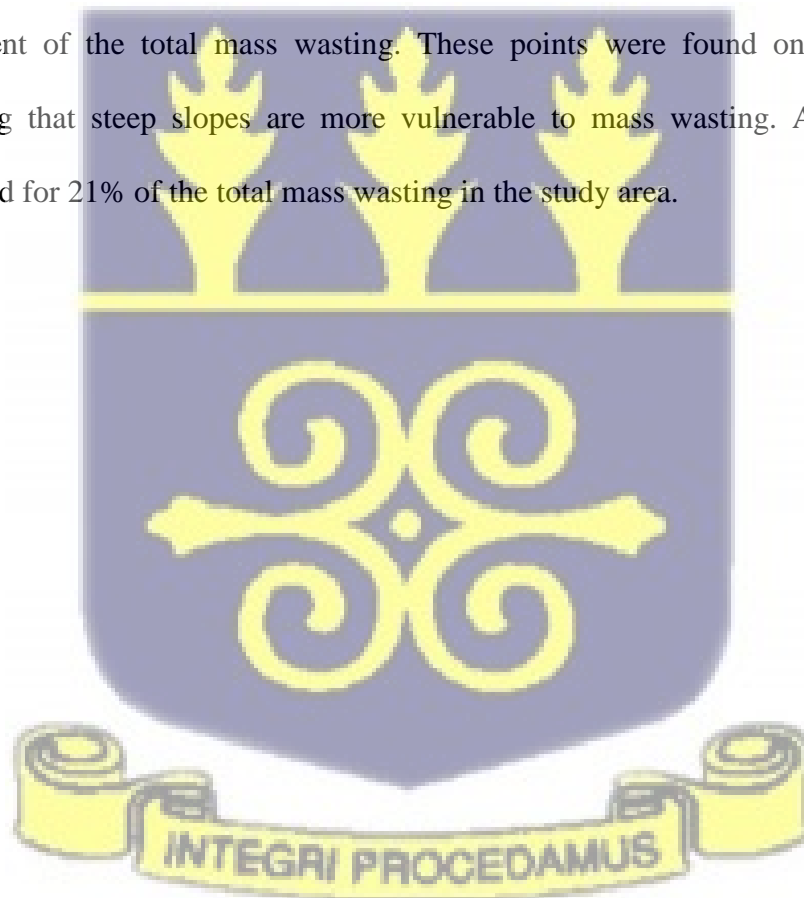 ent of the total mass wasting. These points were found on
g that steep slopes are more vulnerable to mass wasting. A
d for 21% of the total mass wasting in the study area.
INTEGRI PROCEDAMUS